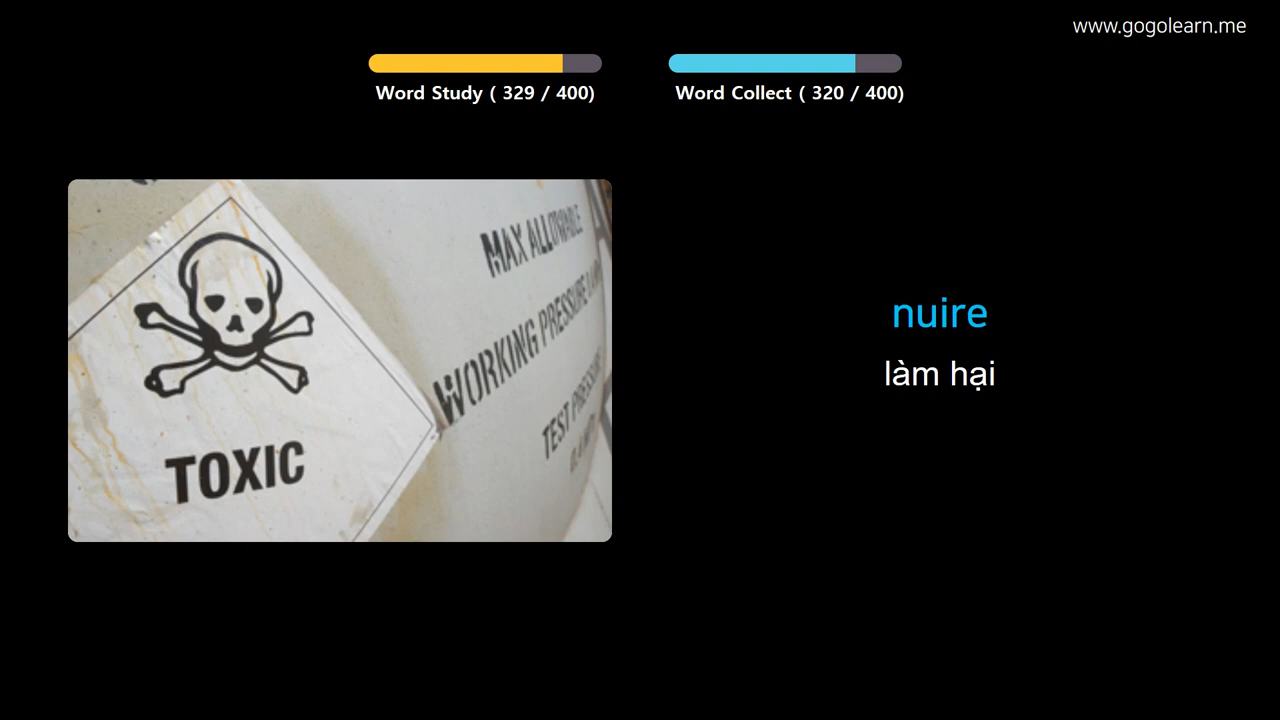 www.gogolearn.me
Word Study ( 329 / 400)
Word Collect ( 320 / 400)
MAX ALLOWABLE
WORKING PRESSURE
TEST PRESSURE
TOXIC
nuire
làm hại